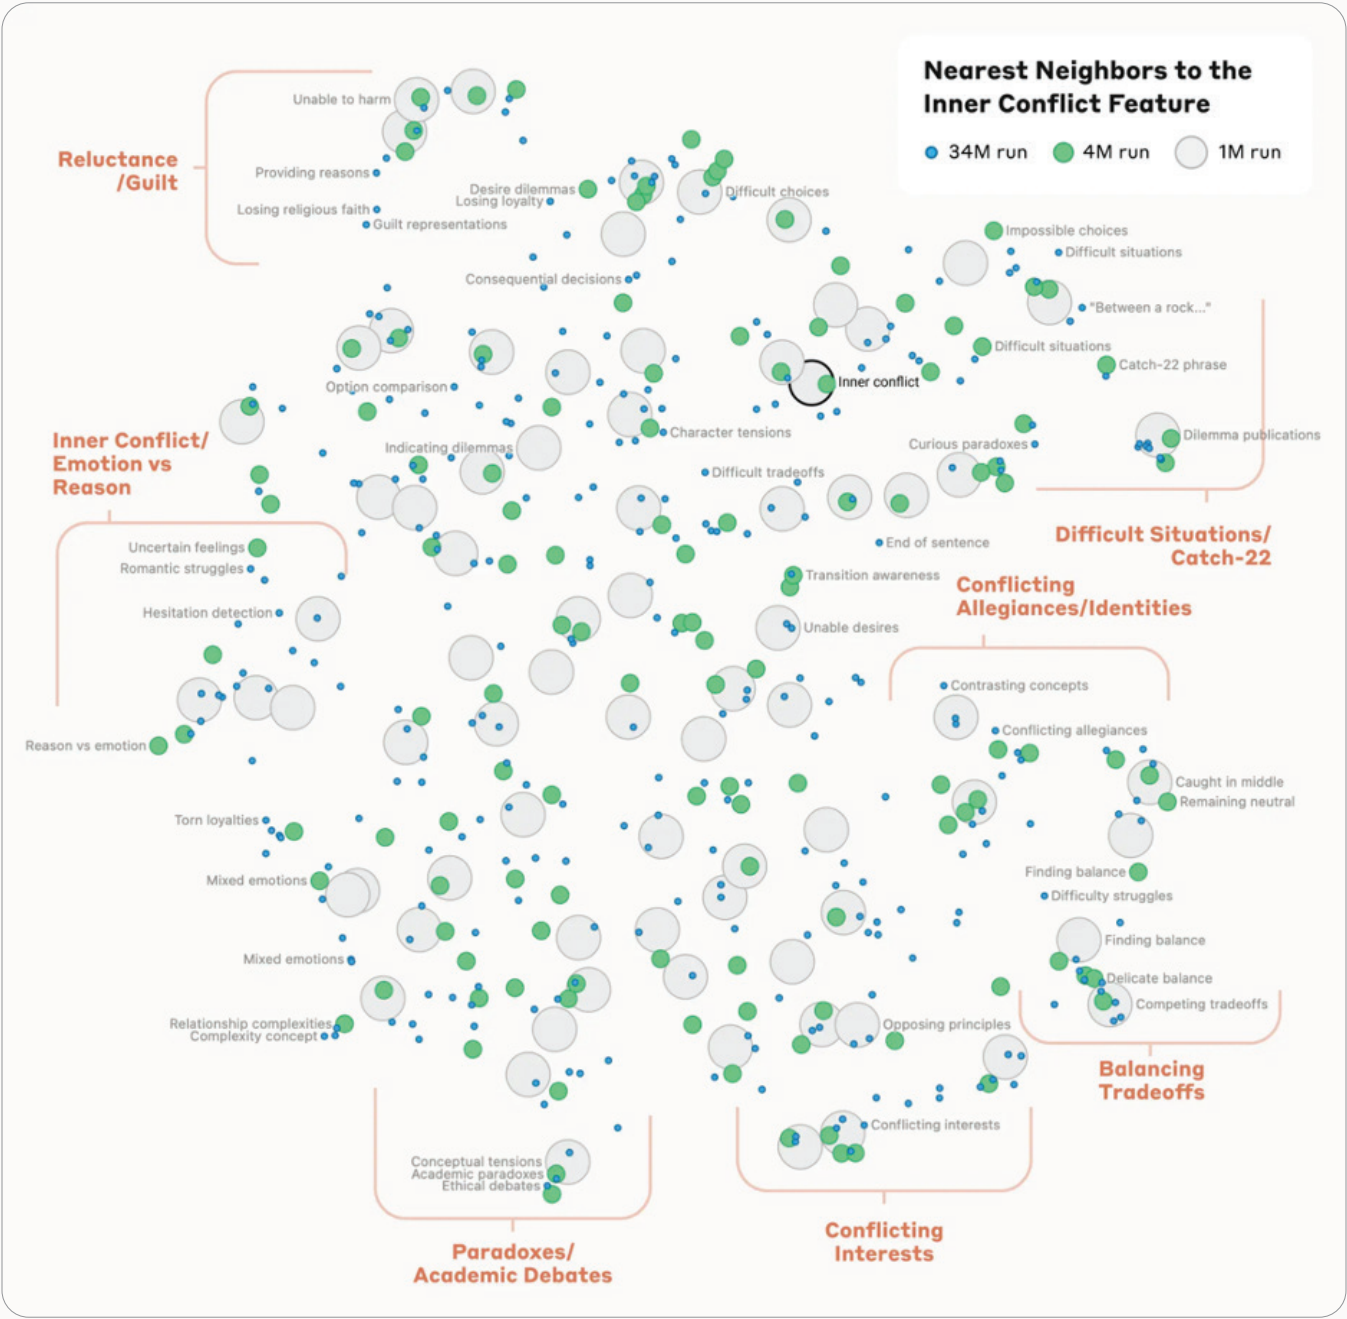 Nearest Neighbors to the
Inner Conflict Feature
34M run
4M run
1M run
Unable to harm
Reluctance
/Guilt
Providing reasons
Desire dilemmas
Losing loyalty
Difficult choices
Losing religious faith
Guilt representations
Impossible choices
Difficult situations
Consequential decisions
"Between a rock..."
Difficult situations
Catch-22 phrase
Option comparison
Inner conflict
Inner Conflict/
Emotion vs
Reason
Character tensions
Dilemma publications
Indicating dilemmas
Curious paradoxes
Difficult tradeoffs
Difficult Situations/
Catch-22
End of sentence
Uncertain feelings
Romantic struggles
Transition awareness
Conflicting
Allegiances/Identities
Hesitation detection
Unable desires
Contrasting concepts
Conflicting allegiances
Reason vs emotion
Caught in middle
Remaining neutral
Torn loyalties
Finding balance
Mixed emotions
Difficulty struggles
Finding balance
Mixed emotions
Delicate balance
Competing tradeoffs
Relationship complexities
Complexity concept
Opposing principles
Balancing
Tradeoffs
Conflicting interests
Conceptual tensions
Academic paradoxes
Ethical debates
Conflicting
Interests
Paradoxes/
Academic Debates